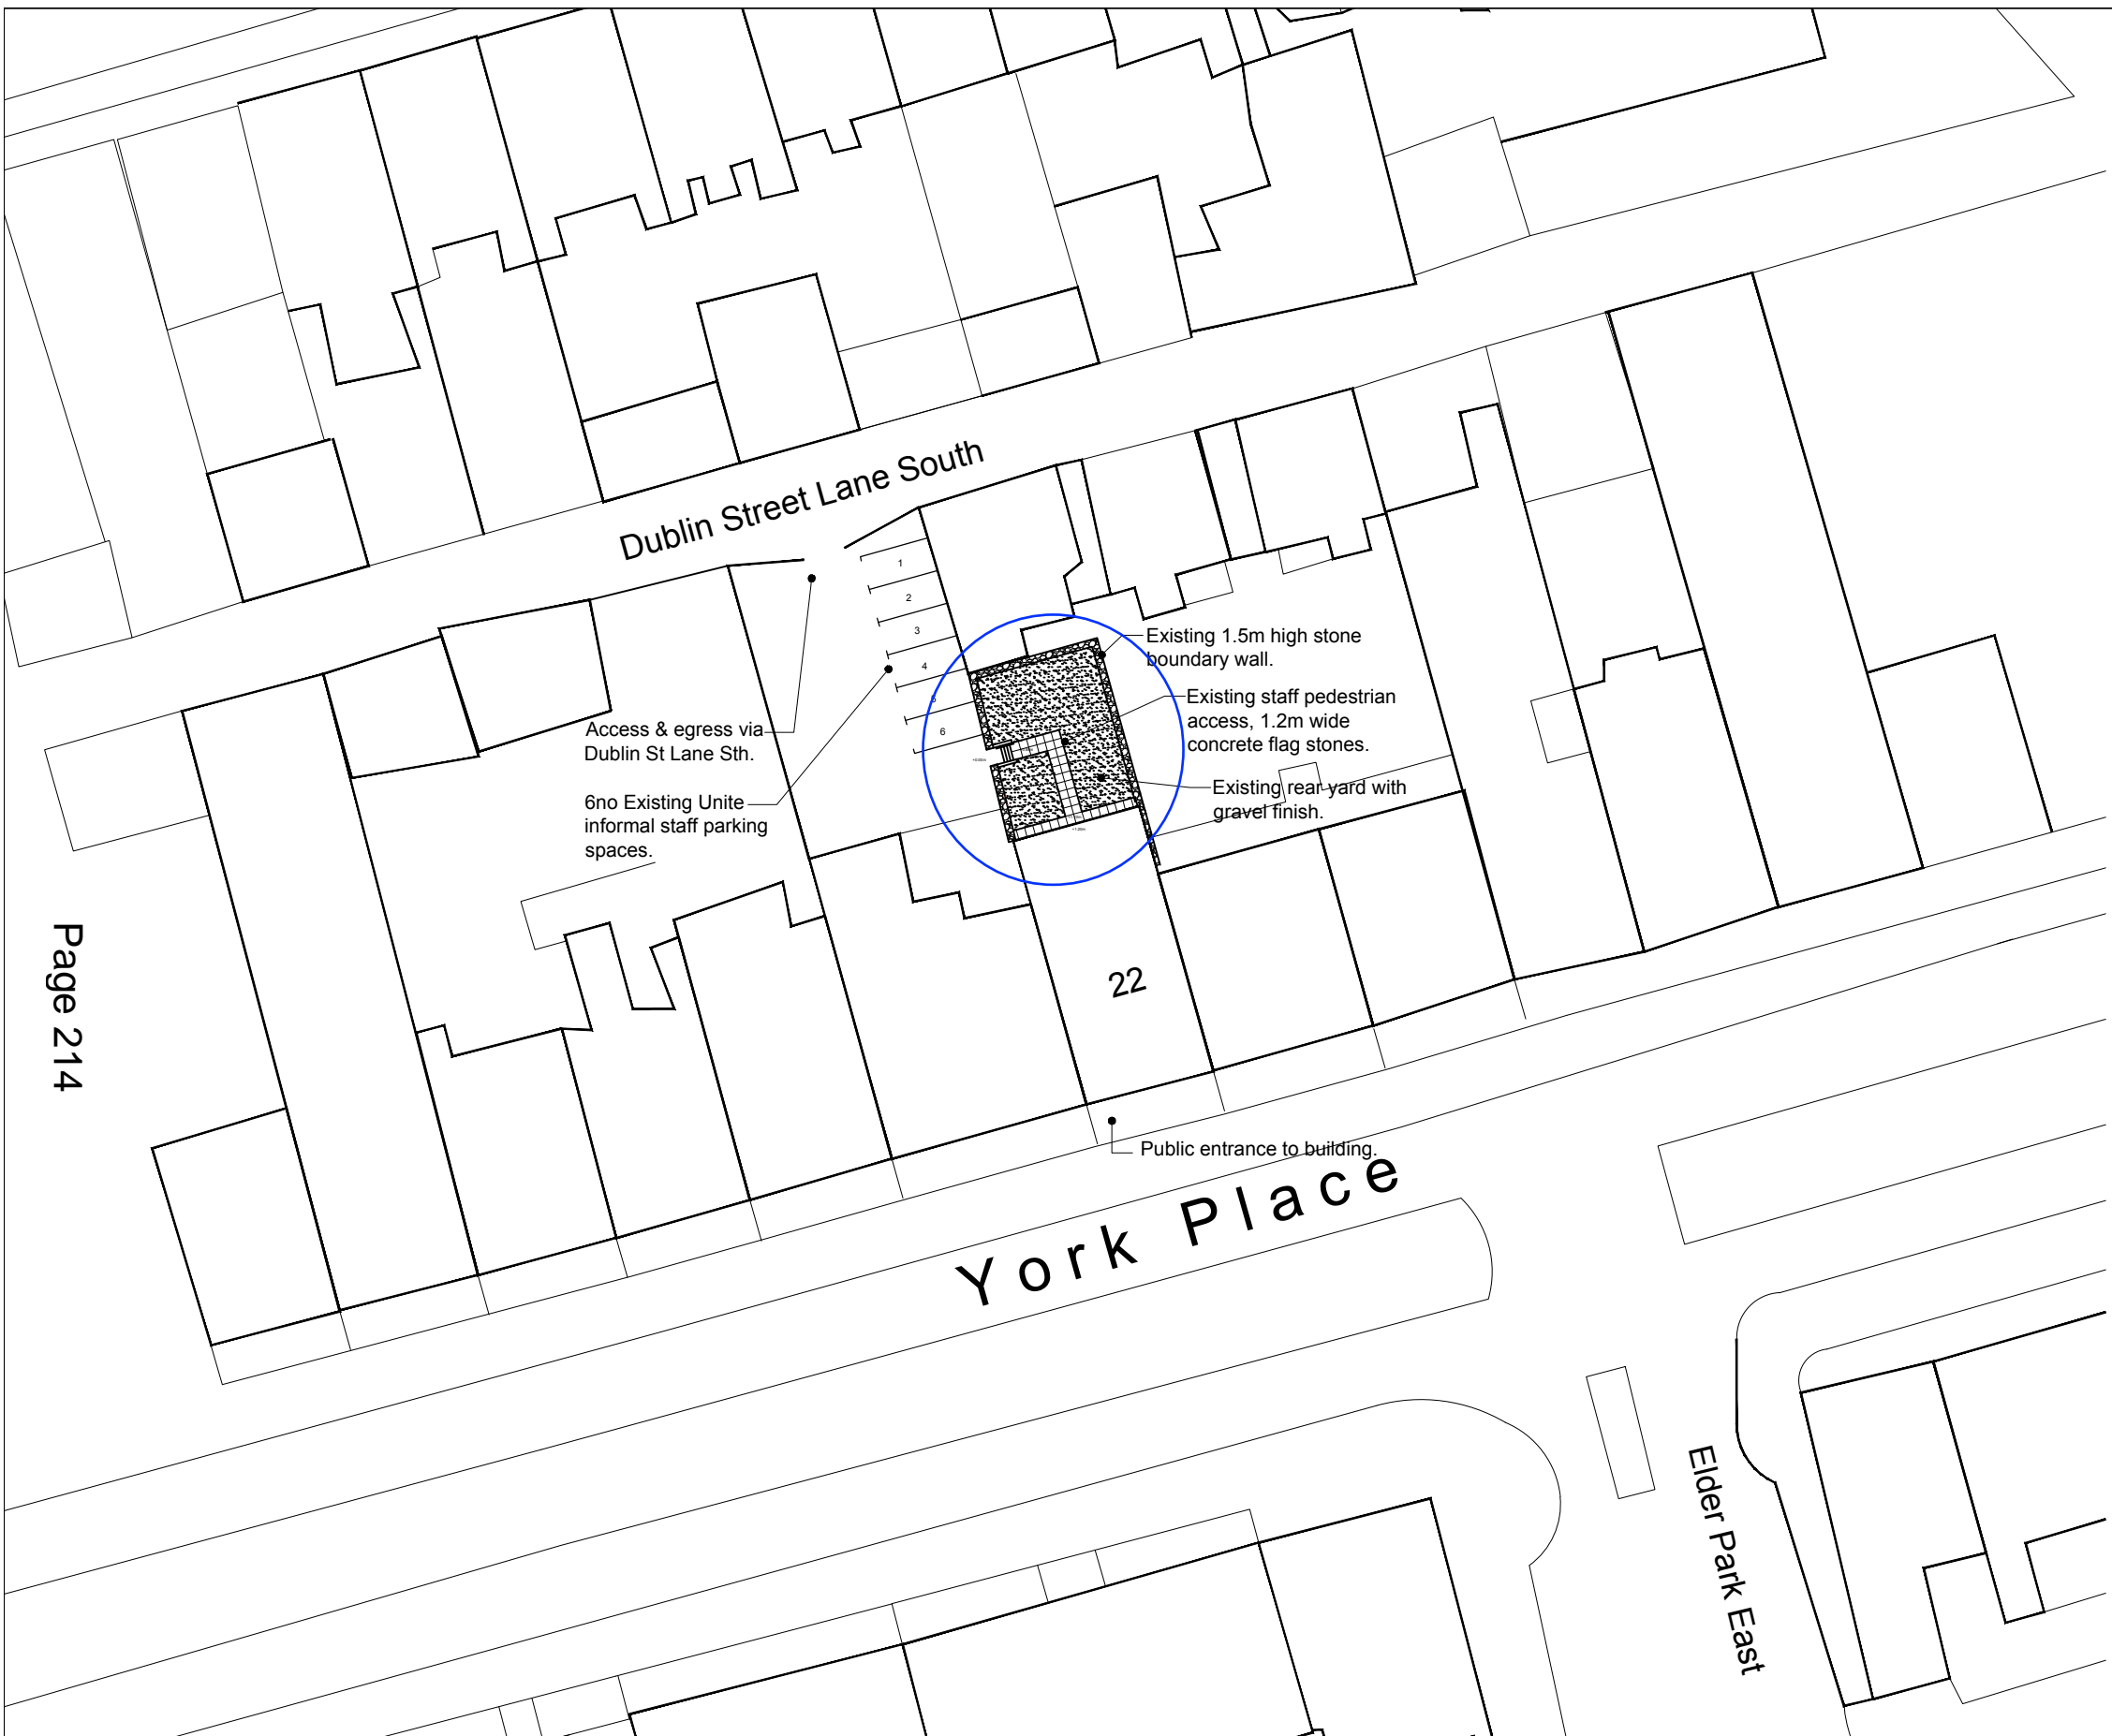 Dublin Street Lane South
1
2
3
4
5
6
Existing 1.5m high stone
boundary wall.
Existing staff pedestrian
access, 1.2m wide
concrete flag stones.
Existing rear yard with
gravel finish.
Access & egress via
Dublin St Lane Sth.
6no Existing Unite
informal staff parking
spaces.
22
Page 214
Public entrance to building.
York Place
Elder Park East